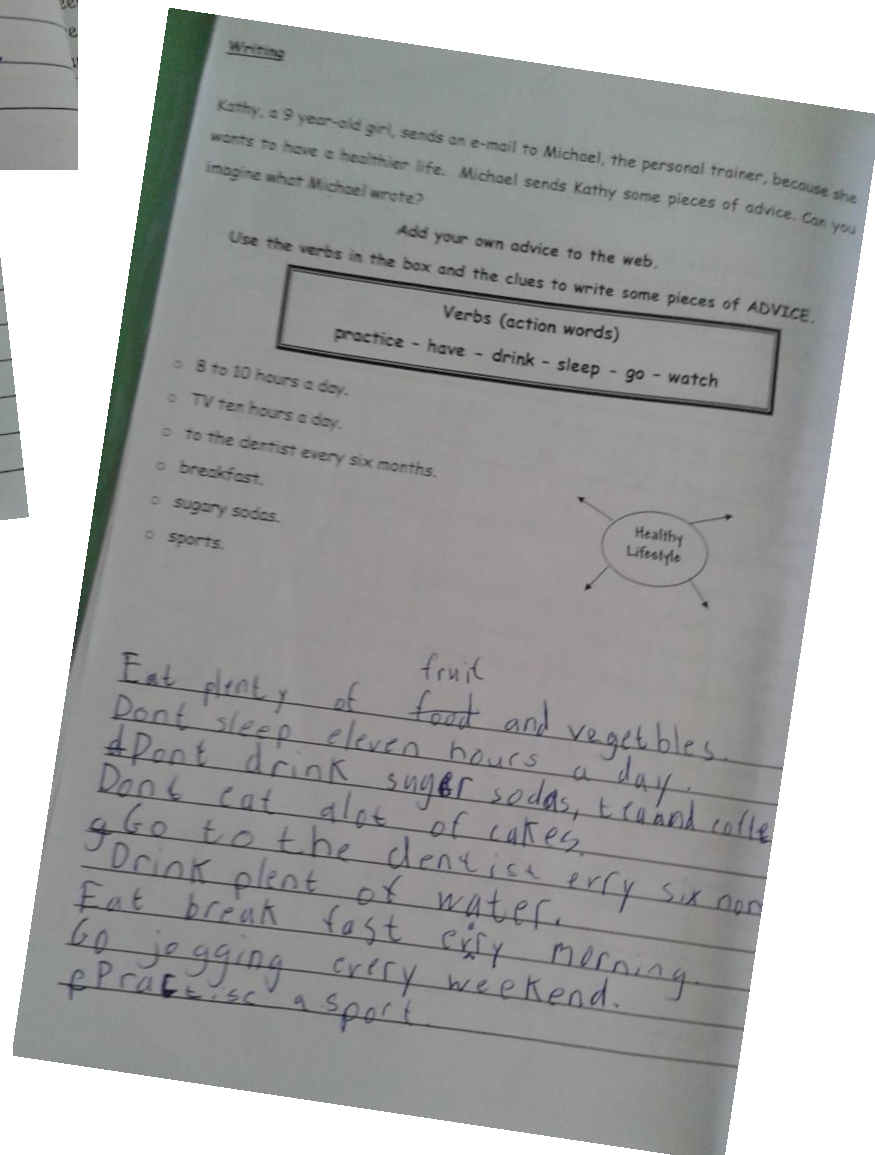 Writing
Kathy, a 9 year-old girl, sends an e-mail to Michael, the personal trainer, because she
wants to have a healthier life. Michael sends Kathy some pieces of advice. Can you
imagine what Michael wrote?
Add your own advice to the web.
Use the verbs in the box and the clues to write some pieces of ADVICE.
Verbs (action words)
practice - have - drink - sleep - go - watch
○ 8 to 10 hours a day.
○ TV ten hours a day.
○ to the dentist every six months.
○ breakfast.
○ sugary sodas.
○ sports.
Healthy
Lifestyle
fruit
Eat plenty of food and vegetbles.
Dont sleep eleven hours a day.
Dont drink suger sodas, tea and coffe
Dont eat alot of cakes.
Go to the dentist erry six mon
Drink plent of water.
Eat break fast erry morning.
Go jogging every weekend.
Practise a sport.